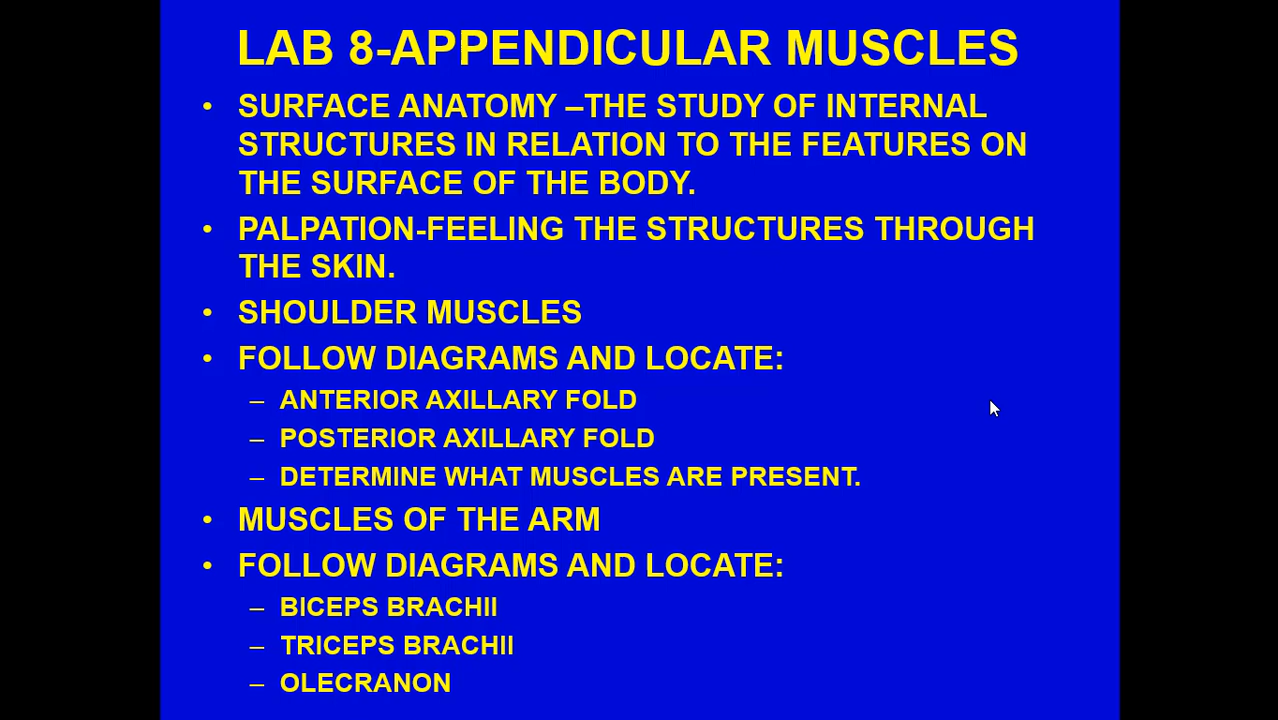 LAB 8-APPENDICULAR MUSCLES
• SURFACE ANATOMY –THE STUDY OF INTERNAL
STRUCTURES IN RELATION TO THE FEATURES ON
THE SURFACE OF THE BODY.
• PALPATION-FEELING THE STRUCTURES THROUGH
THE SKIN.
• SHOULDER MUSCLES
• FOLLOW DIAGRAMS AND LOCATE:
– ANTERIOR AXILLARY FOLD
– POSTERIOR AXILLARY FOLD
– DETERMINE WHAT MUSCLES ARE PRESENT.
• MUSCLES OF THE ARM
• FOLLOW DIAGRAMS AND LOCATE:
– BICEPS BRACHII
– TRICEPS BRACHII
– OLECRANON